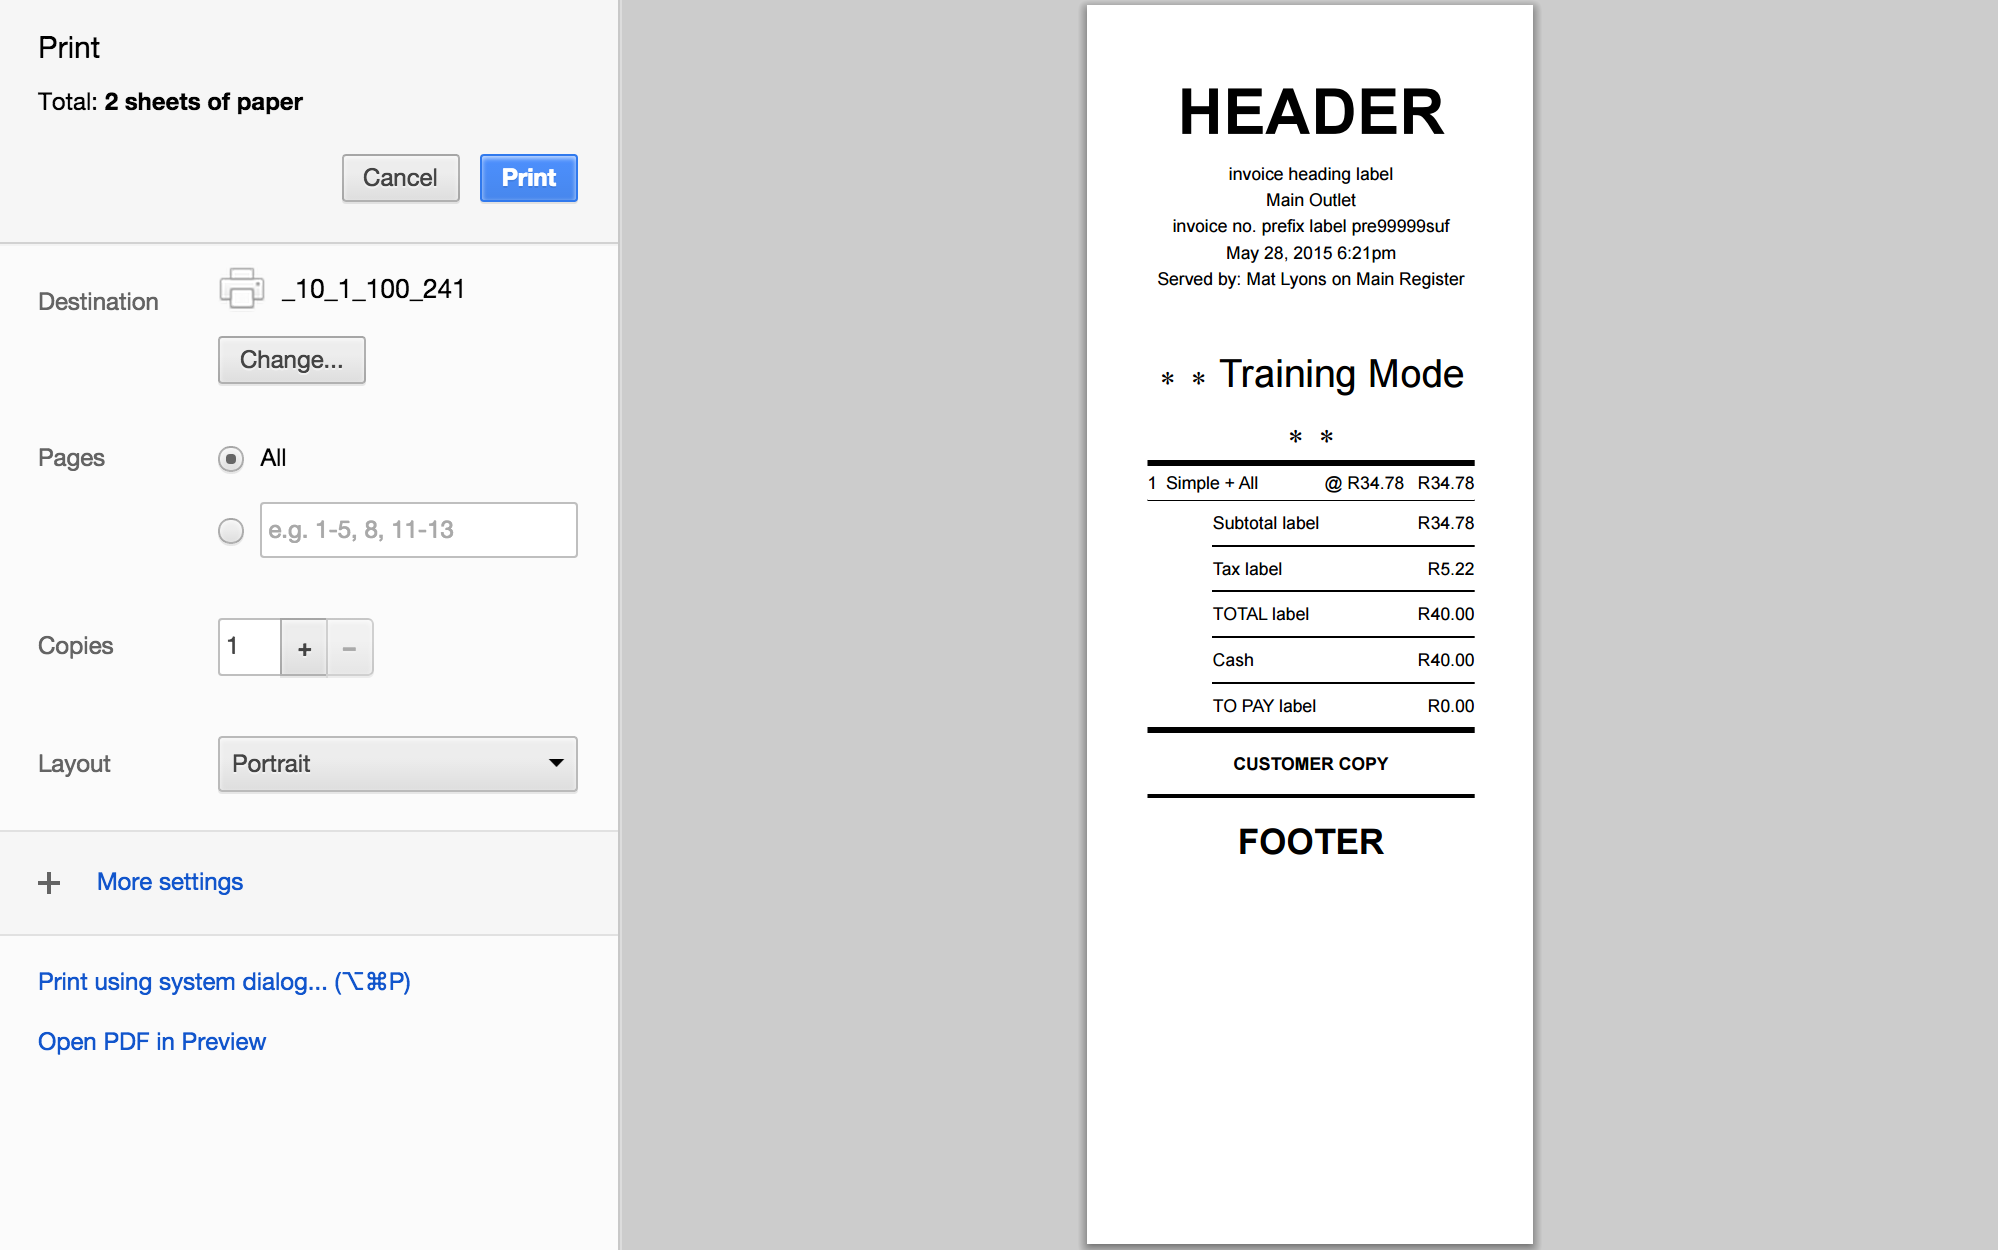 Print
Total: 2 sheets of paper
Cancel
Print
Destination
_10_1_100_241
Change...
Pages
All
e.g. 1-5, 8, 11-13
Copies
1
+
−
Layout
Portrait
+ More settings
Print using system dialog... (⌥⌘P)
Open PDF in Preview
HEADER
invoice heading label
Main Outlet
invoice no. prefix label pre99999suf
May 28, 2015 6:21pm
Served by: Mat Lyons on Main Register
* * Training Mode
* *
1 Simple + All @ R34.78 R34.78
Subtotal label R34.78
Tax label R5.22
TOTAL label R40.00
Cash R40.00
TO PAY label R0.00
CUSTOMER COPY
FOOTER